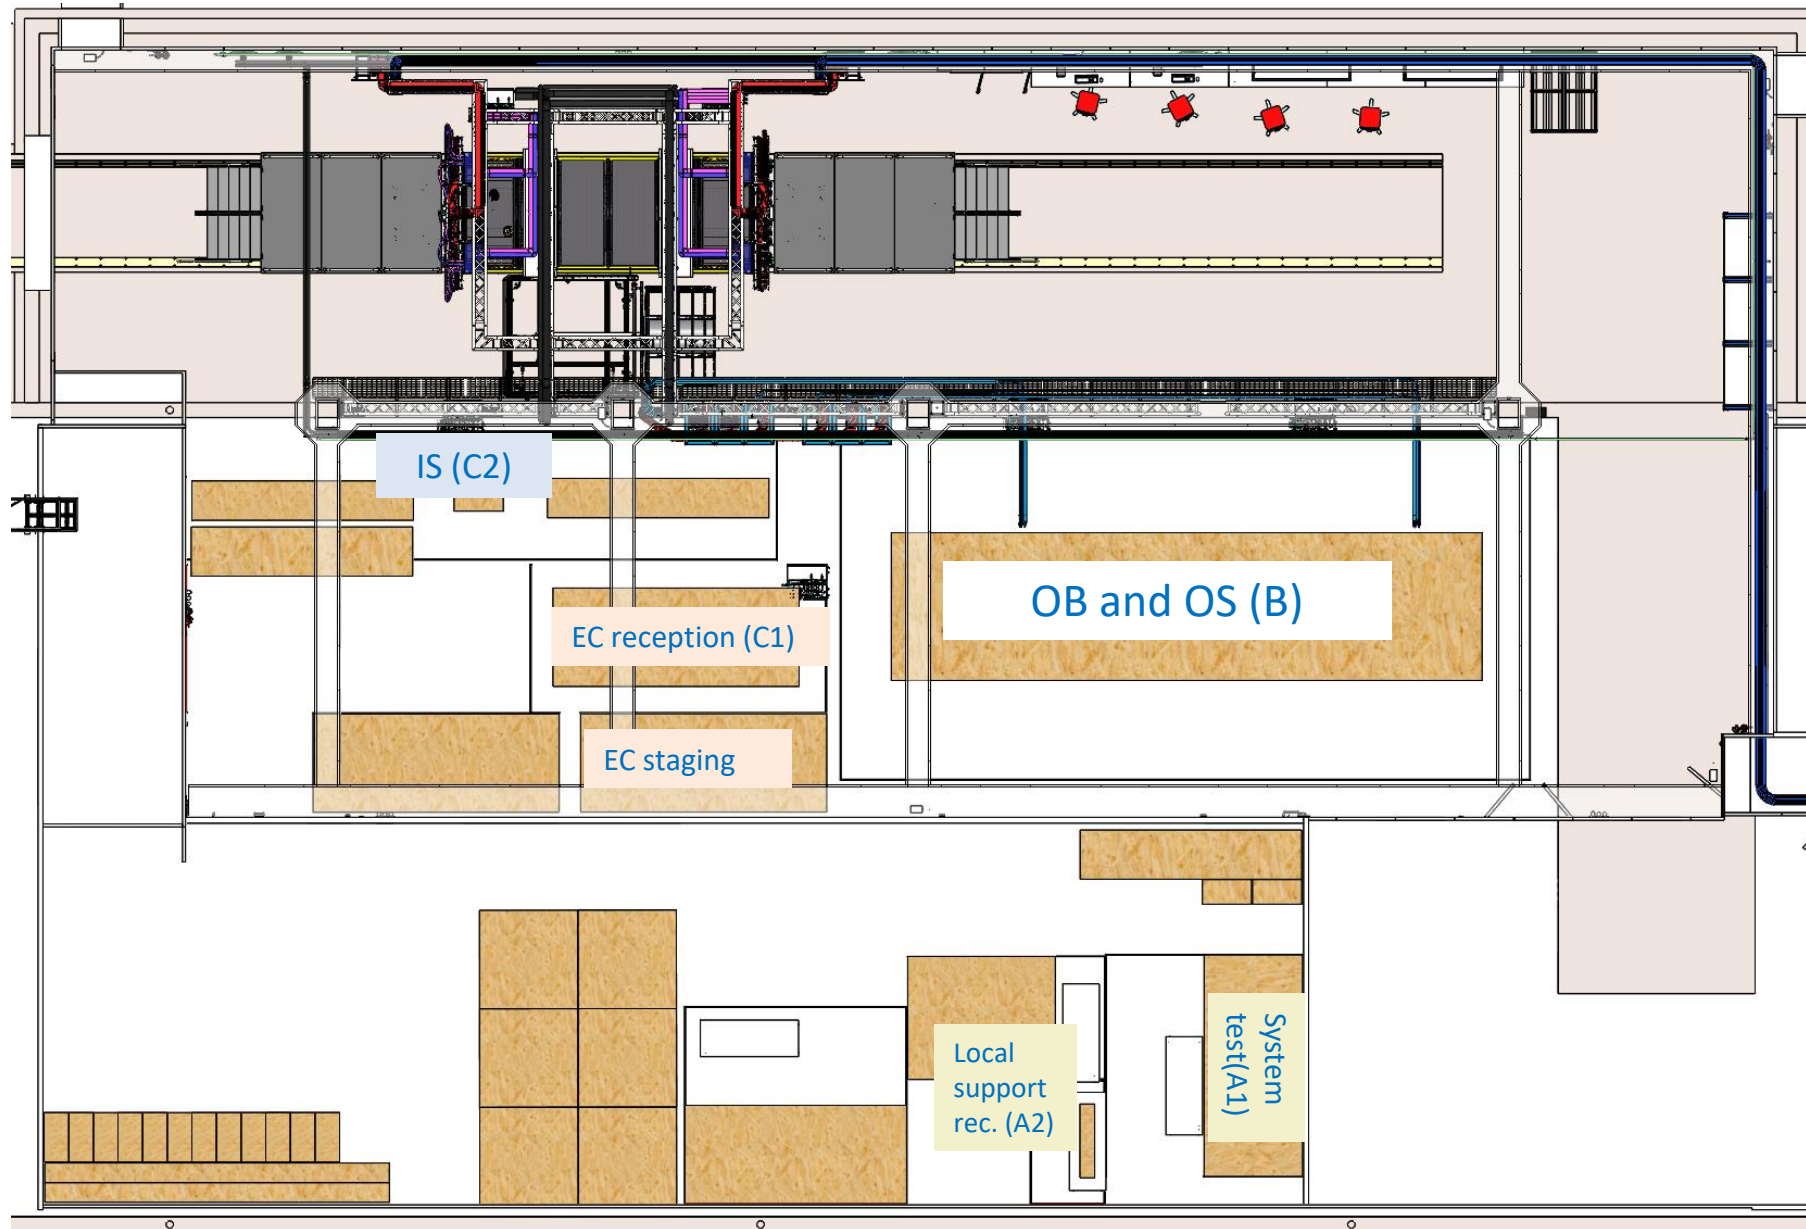 IS (C2)
OB and OS (B)
EC reception (C1)
EC staging
Local
support
rec. (A2)
System
test(A1)